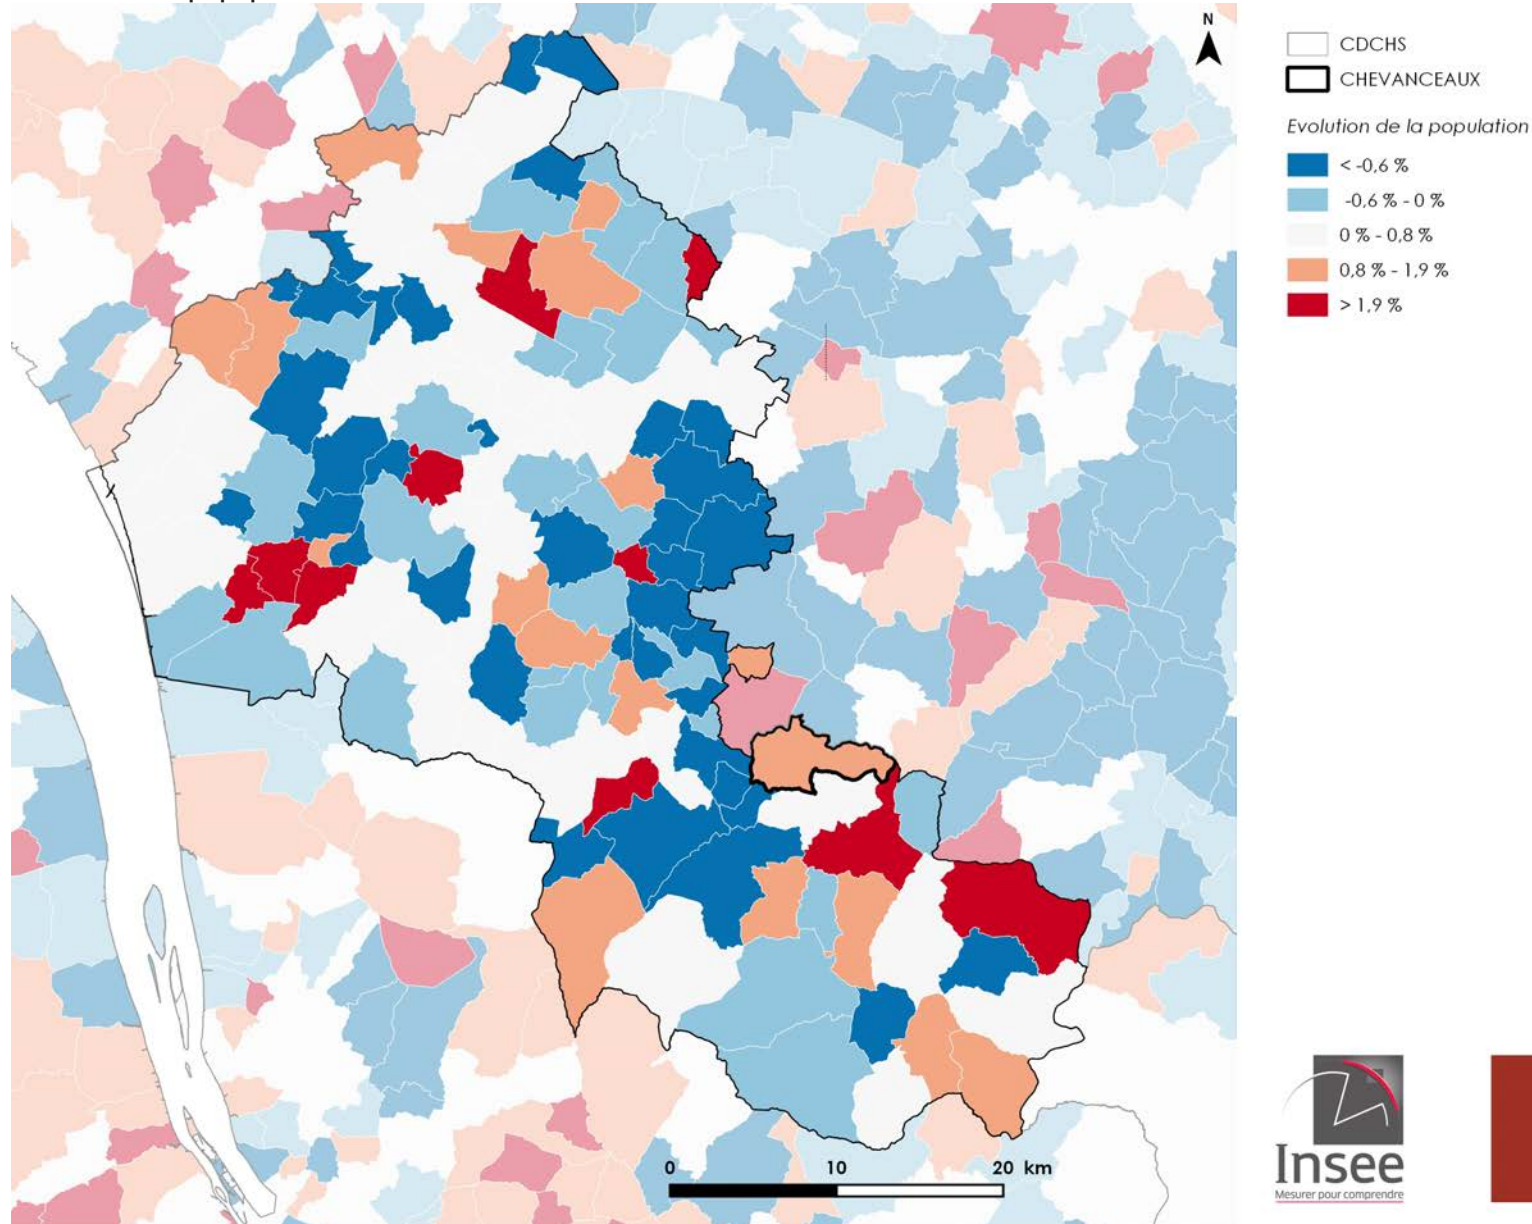 N
CDCHS
CHEVANCEAUX
Evolution de la population
< -0,6 %
-0,6 % - 0 %
0 % - 0,8 %
0,8 % - 1,9 %
> 1,9 %
0 10 20 km
Insee
Mesurer pour comprendre